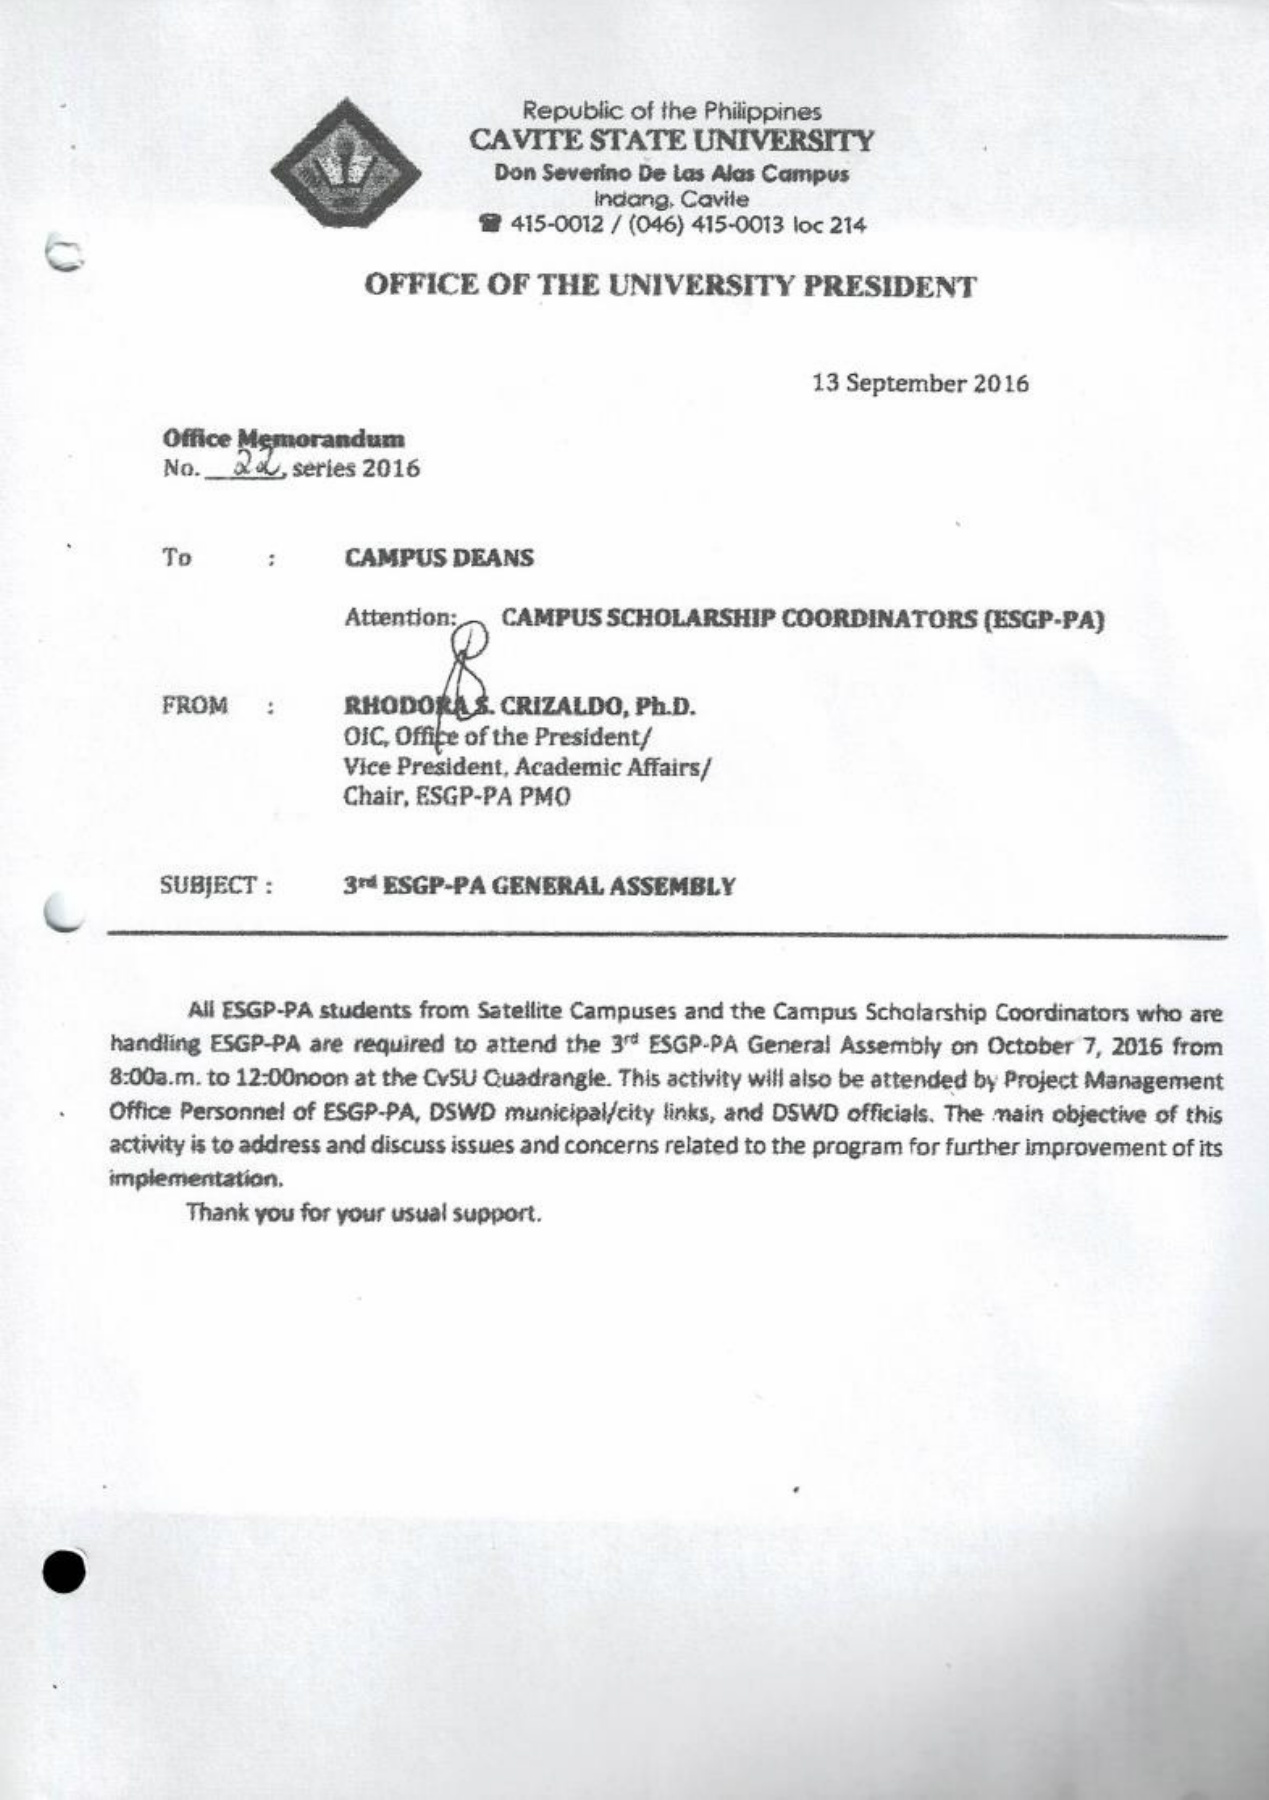 Republic of the Philippines
CAVITE STATE UNIVERSITY
Don Severino De Las Alas Campus
Indang, Cavite
☎ 415-0012 / (046) 415-0013 loc 214
OFFICE OF THE UNIVERSITY PRESIDENT
13 September 2016
Office Memorandum
No. 22, series 2016
To : CAMPUS DEANS
Attention: CAMPUS SCHOLARSHIP COORDINATORS (ESGP-PA)
FROM : RHODORA S. CRIZALDO, Ph.D.
OIC, Office of the President/
Vice President, Academic Affairs/
Chair, ESGP-PA PMO
SUBJECT : 3rd ESGP-PA GENERAL ASSEMBLY
All ESGP-PA students from Satellite Campuses and the Campus Scholarship Coordinators who are
handling ESGP-PA are required to attend the 3rd ESGP-PA General Assembly on October 7, 2016 from
8:00a.m. to 12:00noon at the CvSU Quadrangle. This activity will also be attended by Project Management
Office Personnel of ESGP-PA, DSWD municipal/city links, and DSWD officials. The main objective of this
activity is to address and discuss issues and concerns related to the program for further improvement of its
implementation.
Thank you for your usual support.